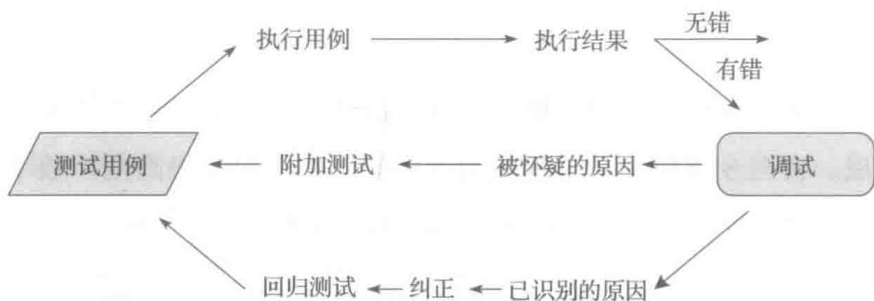 执行用例
执行结果
无错
有错
测试用例
附加测试
被怀疑的原因
调试
回归测试
纠正
已识别的原因